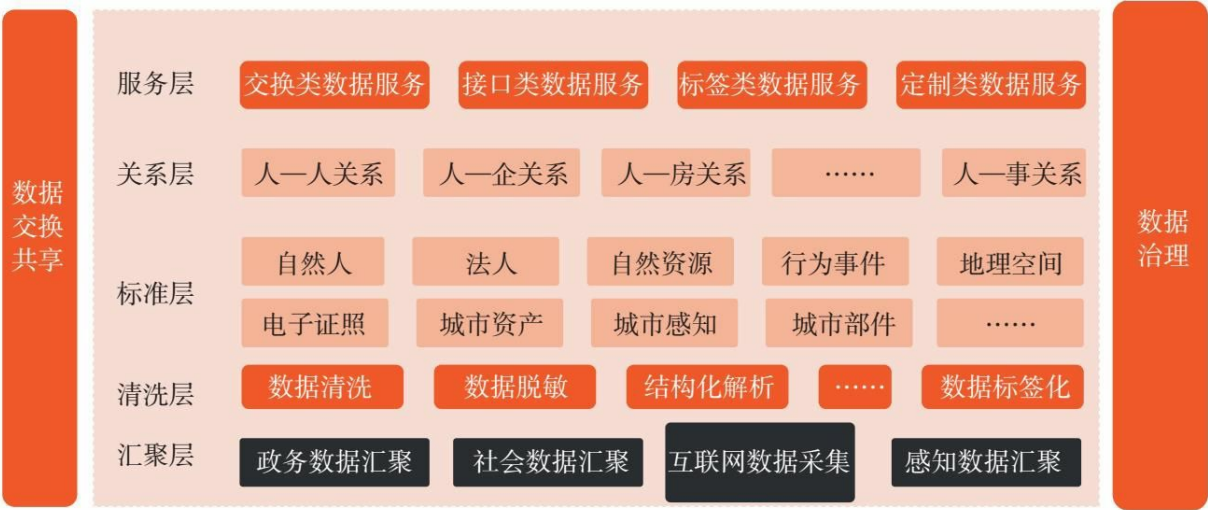 数据
交换
共享
服务层 交换类数据服务 接口类数据服务 标签类数据服务 定制类数据服务
关系层 人—人关系 人—企关系 人—房关系 …… 人—事关系
标准层
自然人 法人 自然资源 行为事件 地理空间
电子证照 城市资产 城市感知 城市部件 ……
清洗层 数据清洗 数据脱敏 结构化解析 …… 数据标签化
汇聚层 政务数据汇聚 社会数据汇聚 互联网数据采集 感知数据汇聚
数据
治理